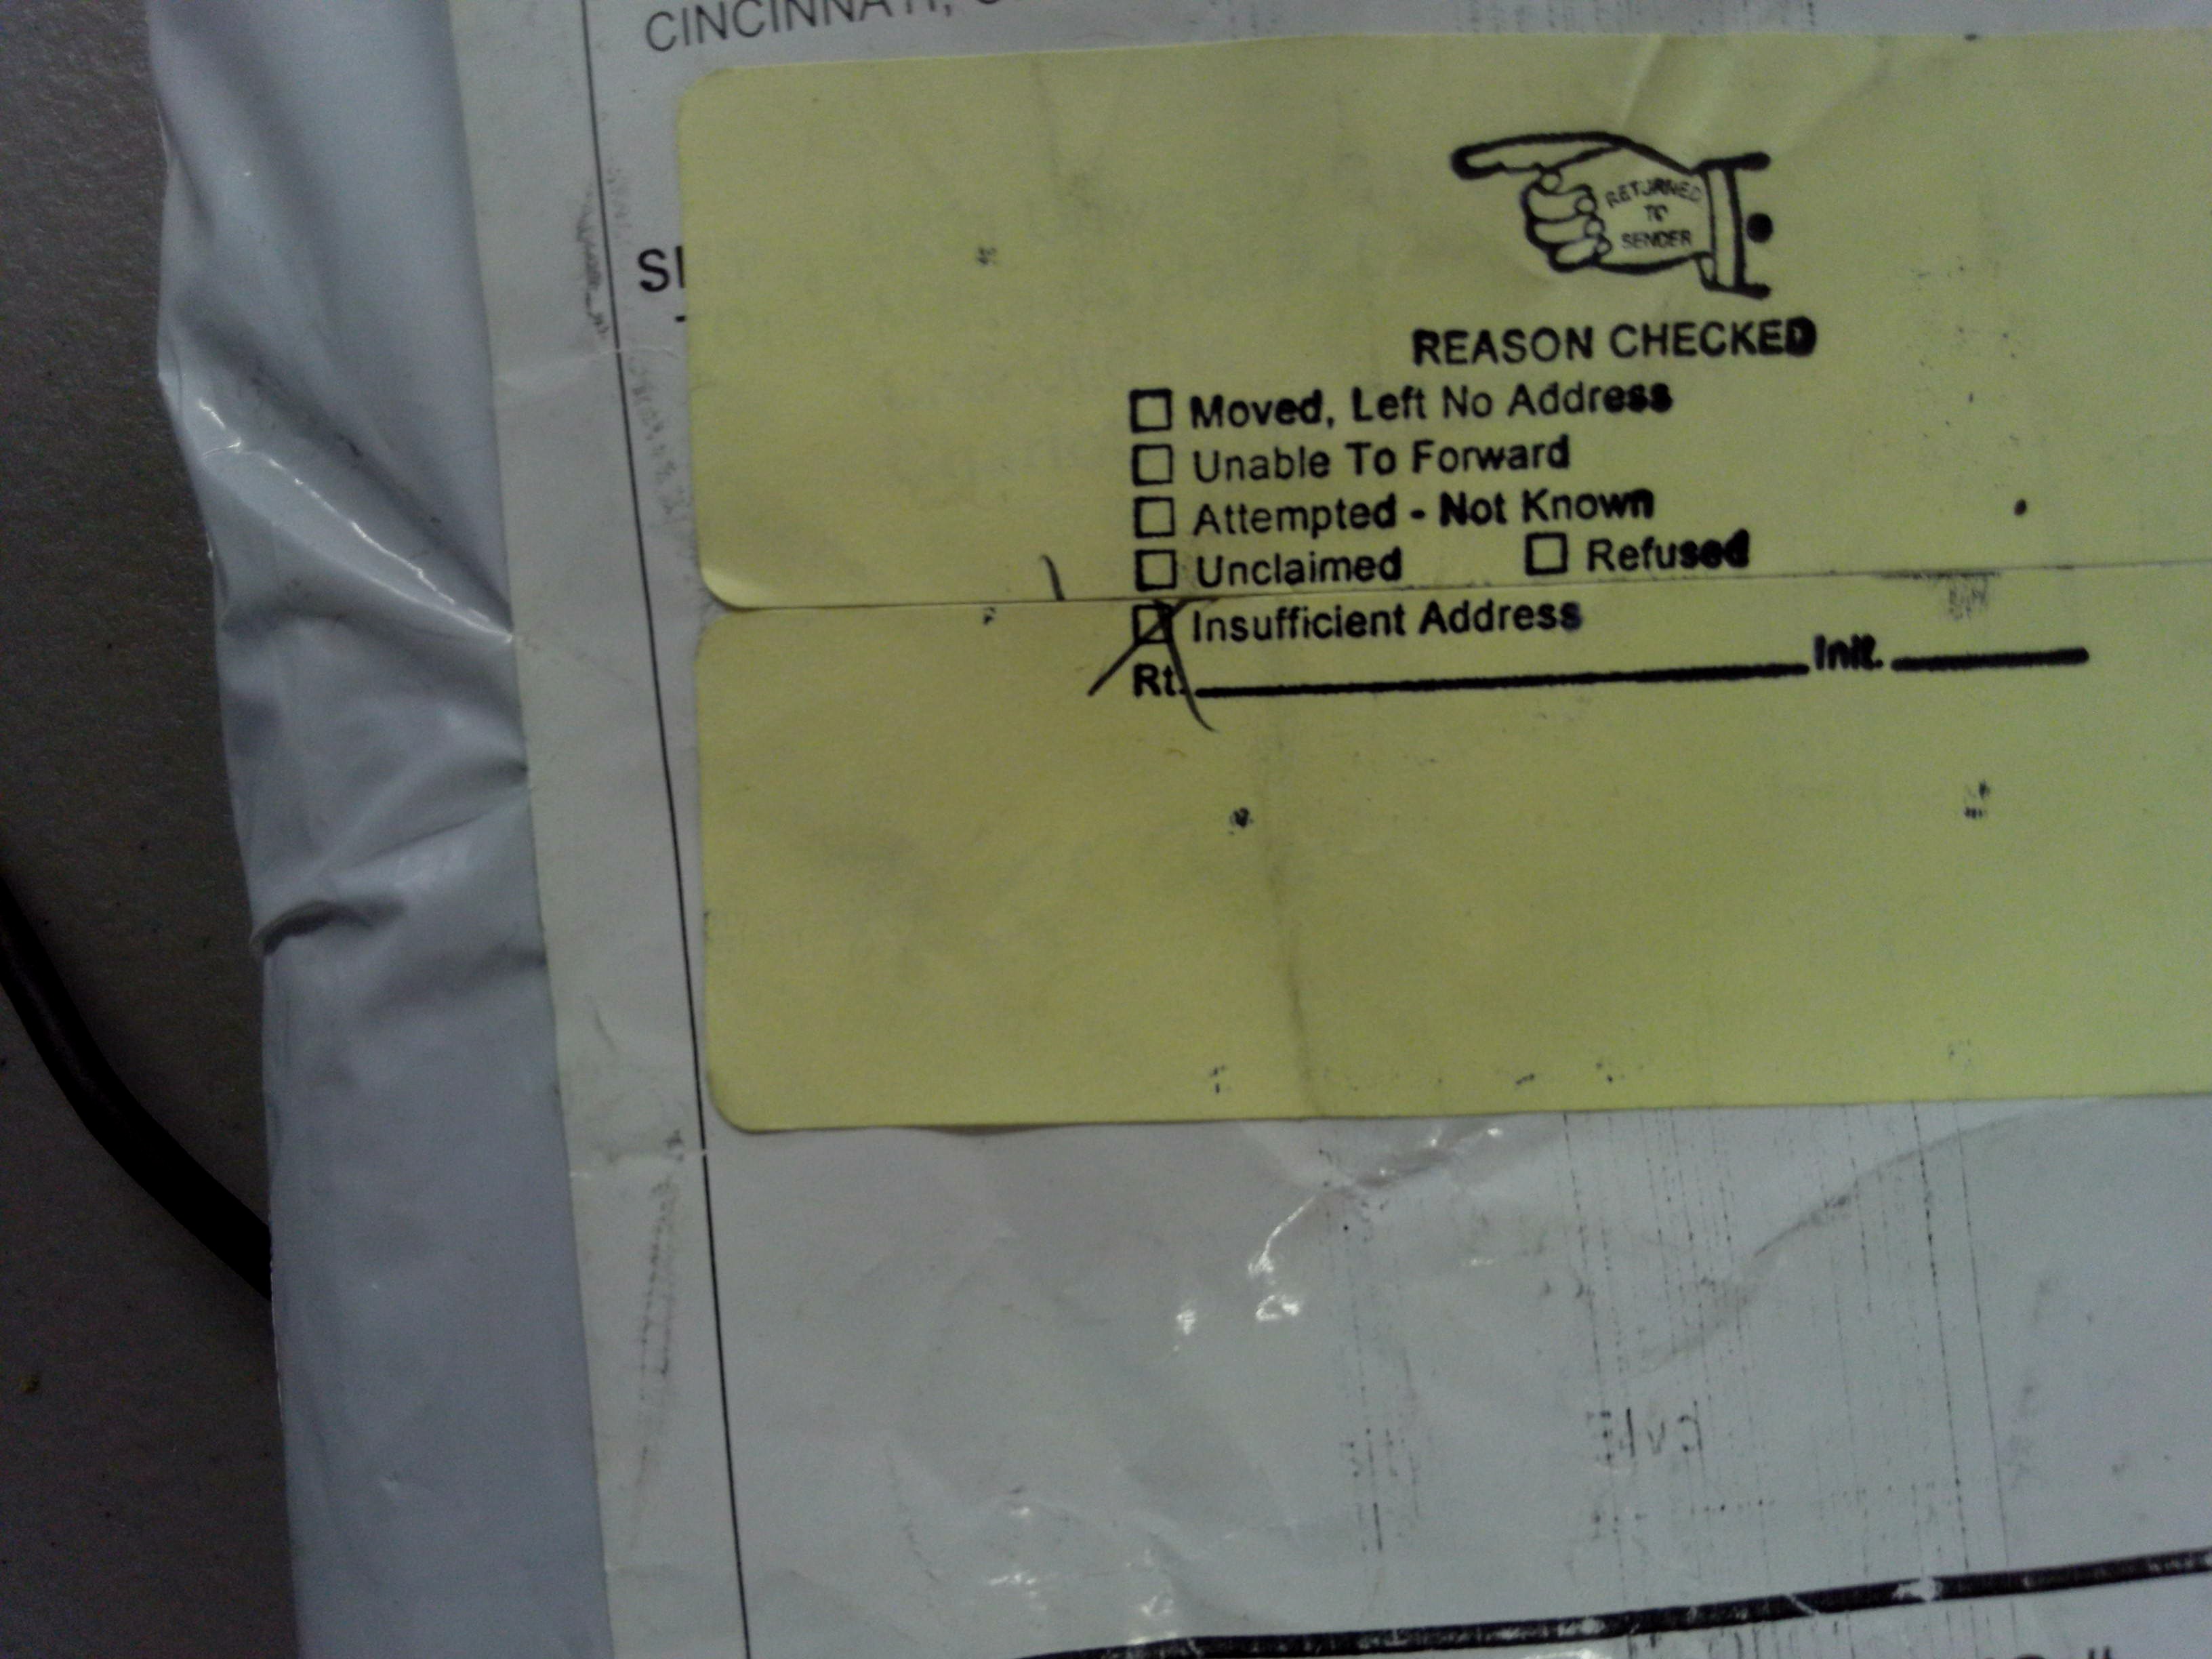 CINCINNATI,
RETURNED
TO
SENDER
REASON CHECKED
Moved, Left No Address
Unable To Forward
Attempted - Not Known
Unclaimed Refused
Insufficient Address
Rt. Init.